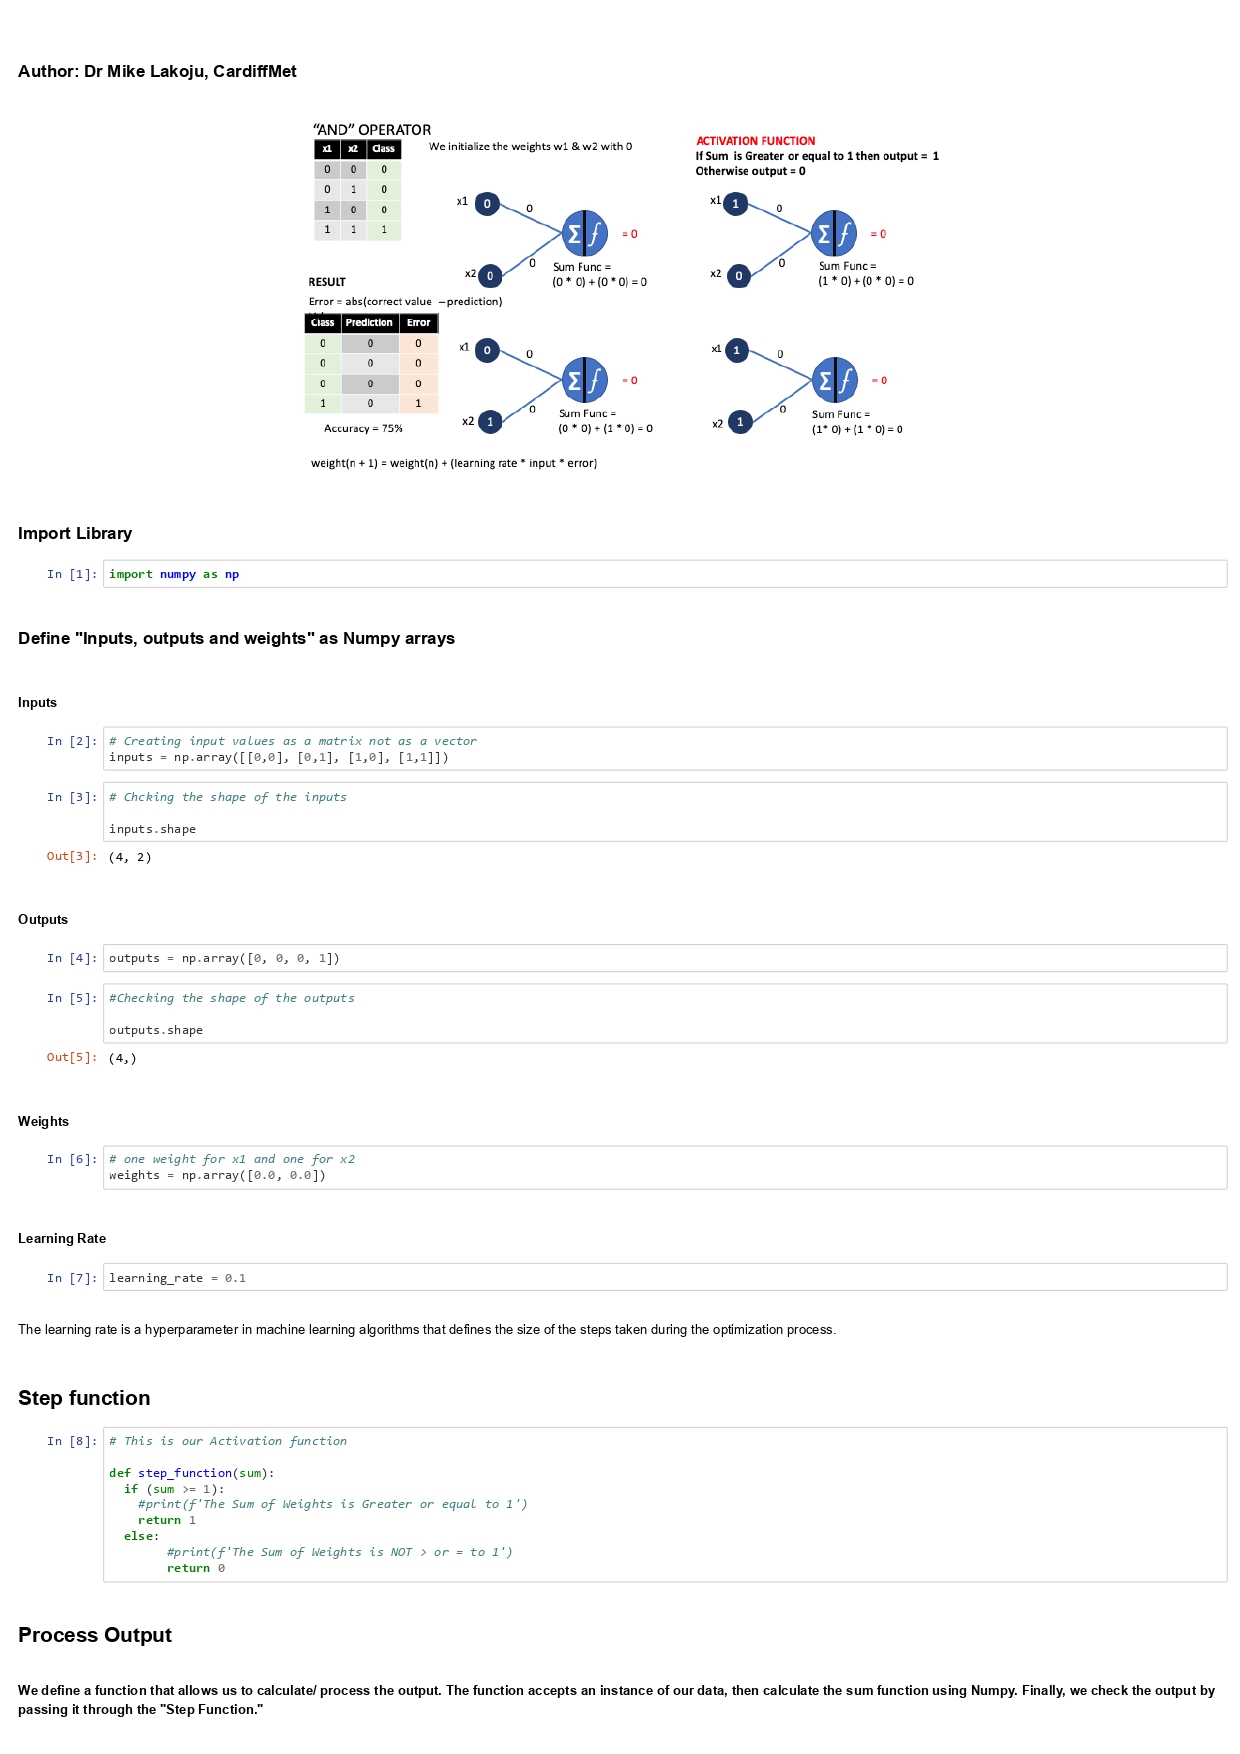 Author: Dr Mike Lakoju, CardiffMet
"AND" OPERATOR
x1 x2 Class
0 0 0
0 1 0
1 0 0
1 1 1
We initialize the weights w1 & w2 with 0
ACTIVATION FUNCTION
If Sum is Greater or equal to 1 then output = 1
Otherwise output = 0
x1 0 0
Σ f = 0
x2 0 0
Sum Func =
(0 * 0) + (0 * 0) = 0
x1 1 0
Σ f = 0
x2 0 0
Sum Func =
(1 * 0) + (0 * 0) = 0
RESULT
Error = abs(correct value – prediction)
Class Prediction Error
0 0 0
0 0 0
0 0 0
1 0 1
Accuracy = 75%
x1 0 0
Σ f = 0
x2 1 0
Sum Func =
(0 * 0) + (1 * 0) = 0
x1 1 0
Σ f = 0
x2 1 0
Sum Func =
(1* 0) + (1 * 0) = 0
weight(n + 1) = weight(n) + (learning rate * input * error)
Import Library
In [1]: import numpy as np
Define "Inputs, outputs and weights" as Numpy arrays
Inputs
In [2]: # Creating input values as a matrix not as a vector
inputs = np.array([[0,0], [0,1], [1,0], [1,1]])
In [3]: # Chcking the shape of the inputs
inputs.shape
Out[3]: (4, 2)
Outputs
In [4]: outputs = np.array([0, 0, 0, 1])
In [5]: #Checking the shape of the outputs
outputs.shape
Out[5]: (4,)
Weights
In [6]: # one weight for x1 and one for x2
weights = np.array([0.0, 0.0])
Learning Rate
In [7]: learning_rate = 0.1
The learning rate is a hyperparameter in machine learning algorithms that defines the size of the steps taken during the optimization process.
Step function
In [8]: # This is our Activation function
def step_function(sum):
if (sum >= 1):
#print(f'The Sum of Weights is Greater or equal to 1')
return 1
else:
#print(f'The Sum of Weights is NOT > or = to 1')
return 0
Process Output
We define a function that allows us to calculate/ process the output. The function accepts an instance of our data, then calculate the sum function using Numpy. Finally, we check the output by
passing it through the "Step Function."